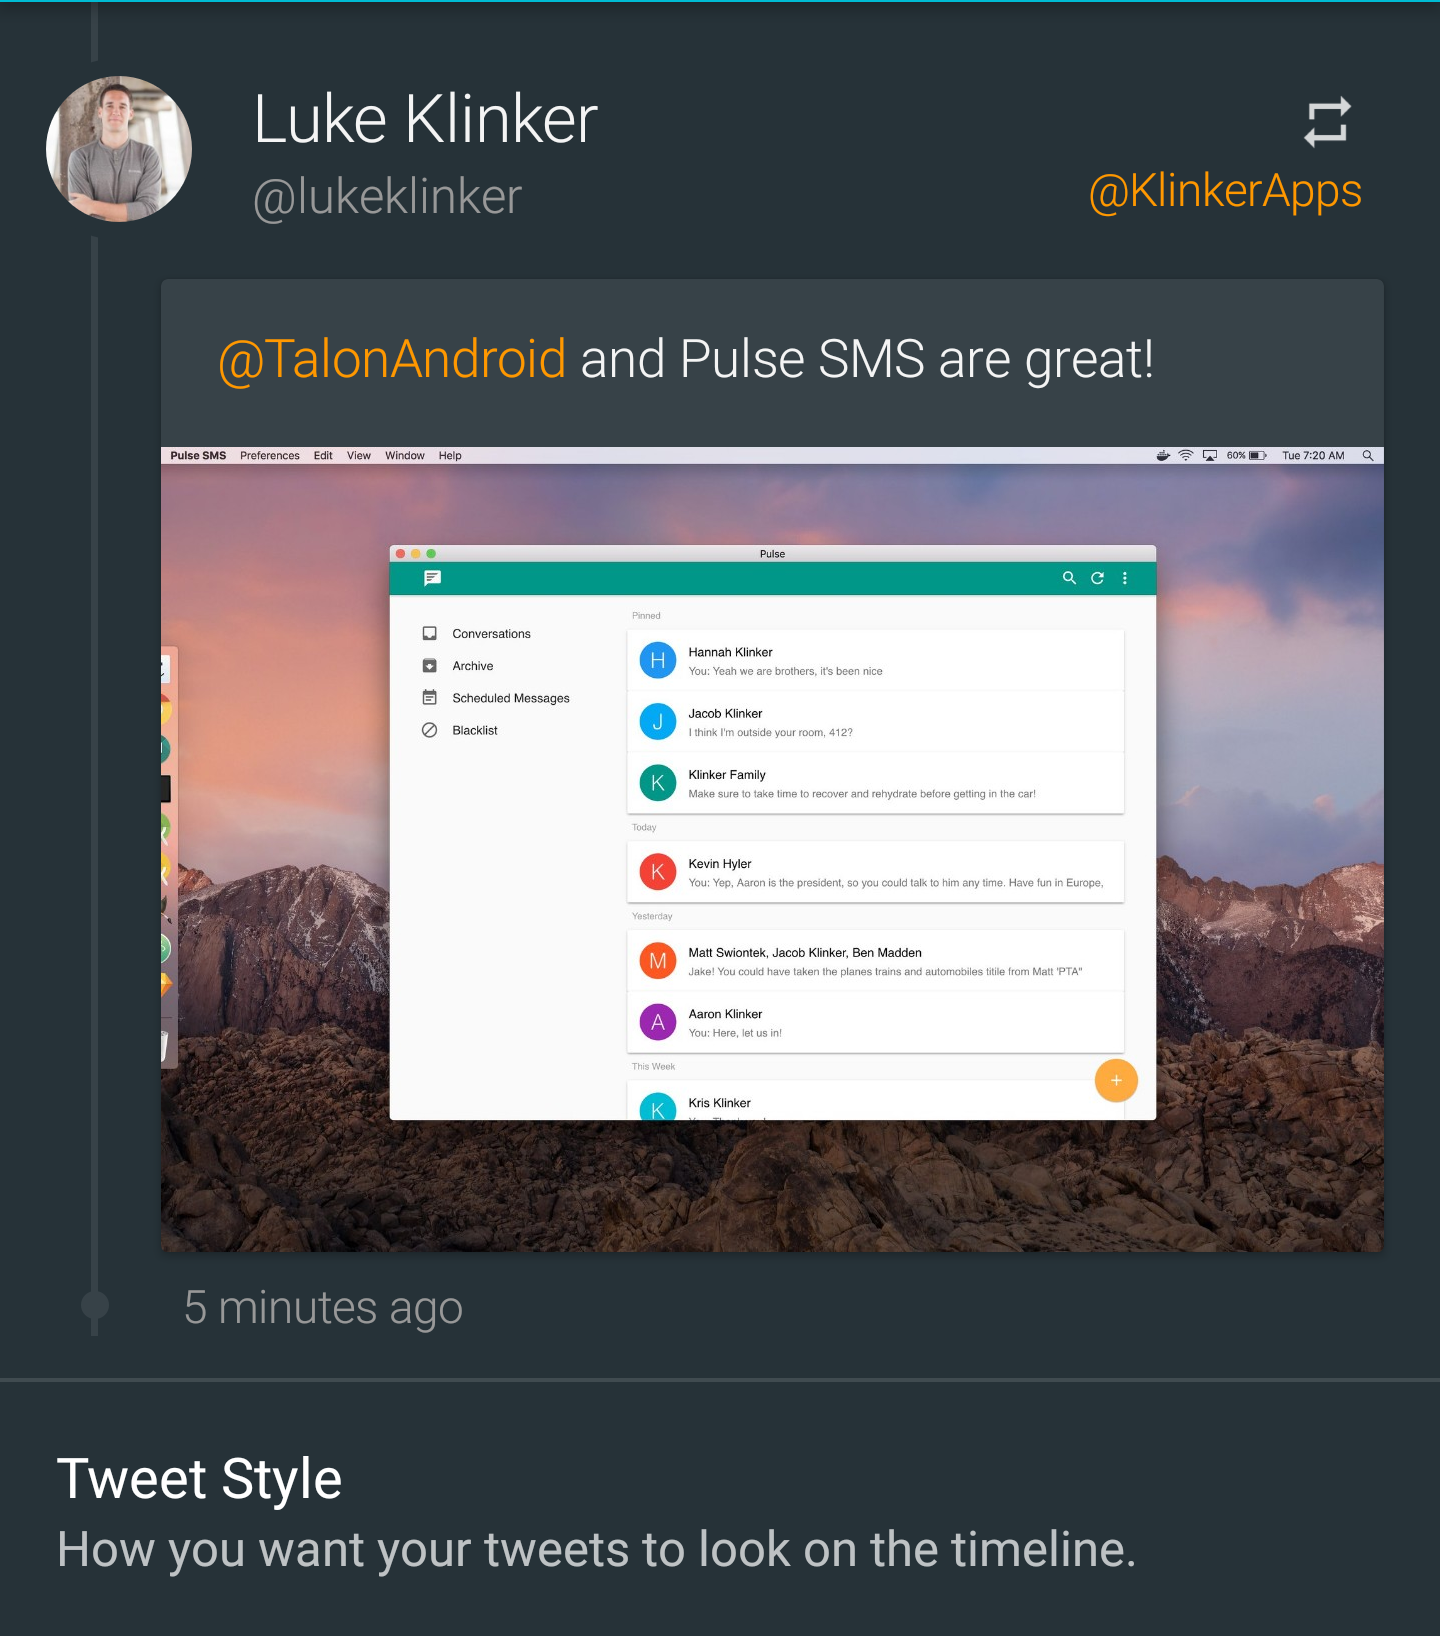 Luke Klinker
@lukeklinker
@KlinkerApps
@TalonAndroid and Pulse SMS are great!
Pulse SMS Preferences Edit View Window Help 60% Tue 7:20 AM
Pulse
Conversations
Archive
Scheduled Messages
Blacklist
Pinned
H Hannah Klinker
You: Yeah we are brothers, it's been nice
J Jacob Klinker
I think I'm outside your room, 412?
K Klinker Family
Make sure to take time to recover and rehydrate before getting in the car!
Today
K Kevin Hyler
You: Yep, Aaron is the president, so you could talk to him any time. Have fun in Europe,
Yesterday
M Matt Swiontek, Jacob Klinker, Ben Madden
Jake! You could have taken the planes trains and automobiles titile from Matt 'PTA"
A Aaron Klinker
You: Here, let us in!
This Week
K Kris Klinker
5 minutes ago
Tweet Style
How you want your tweets to look on the timeline.